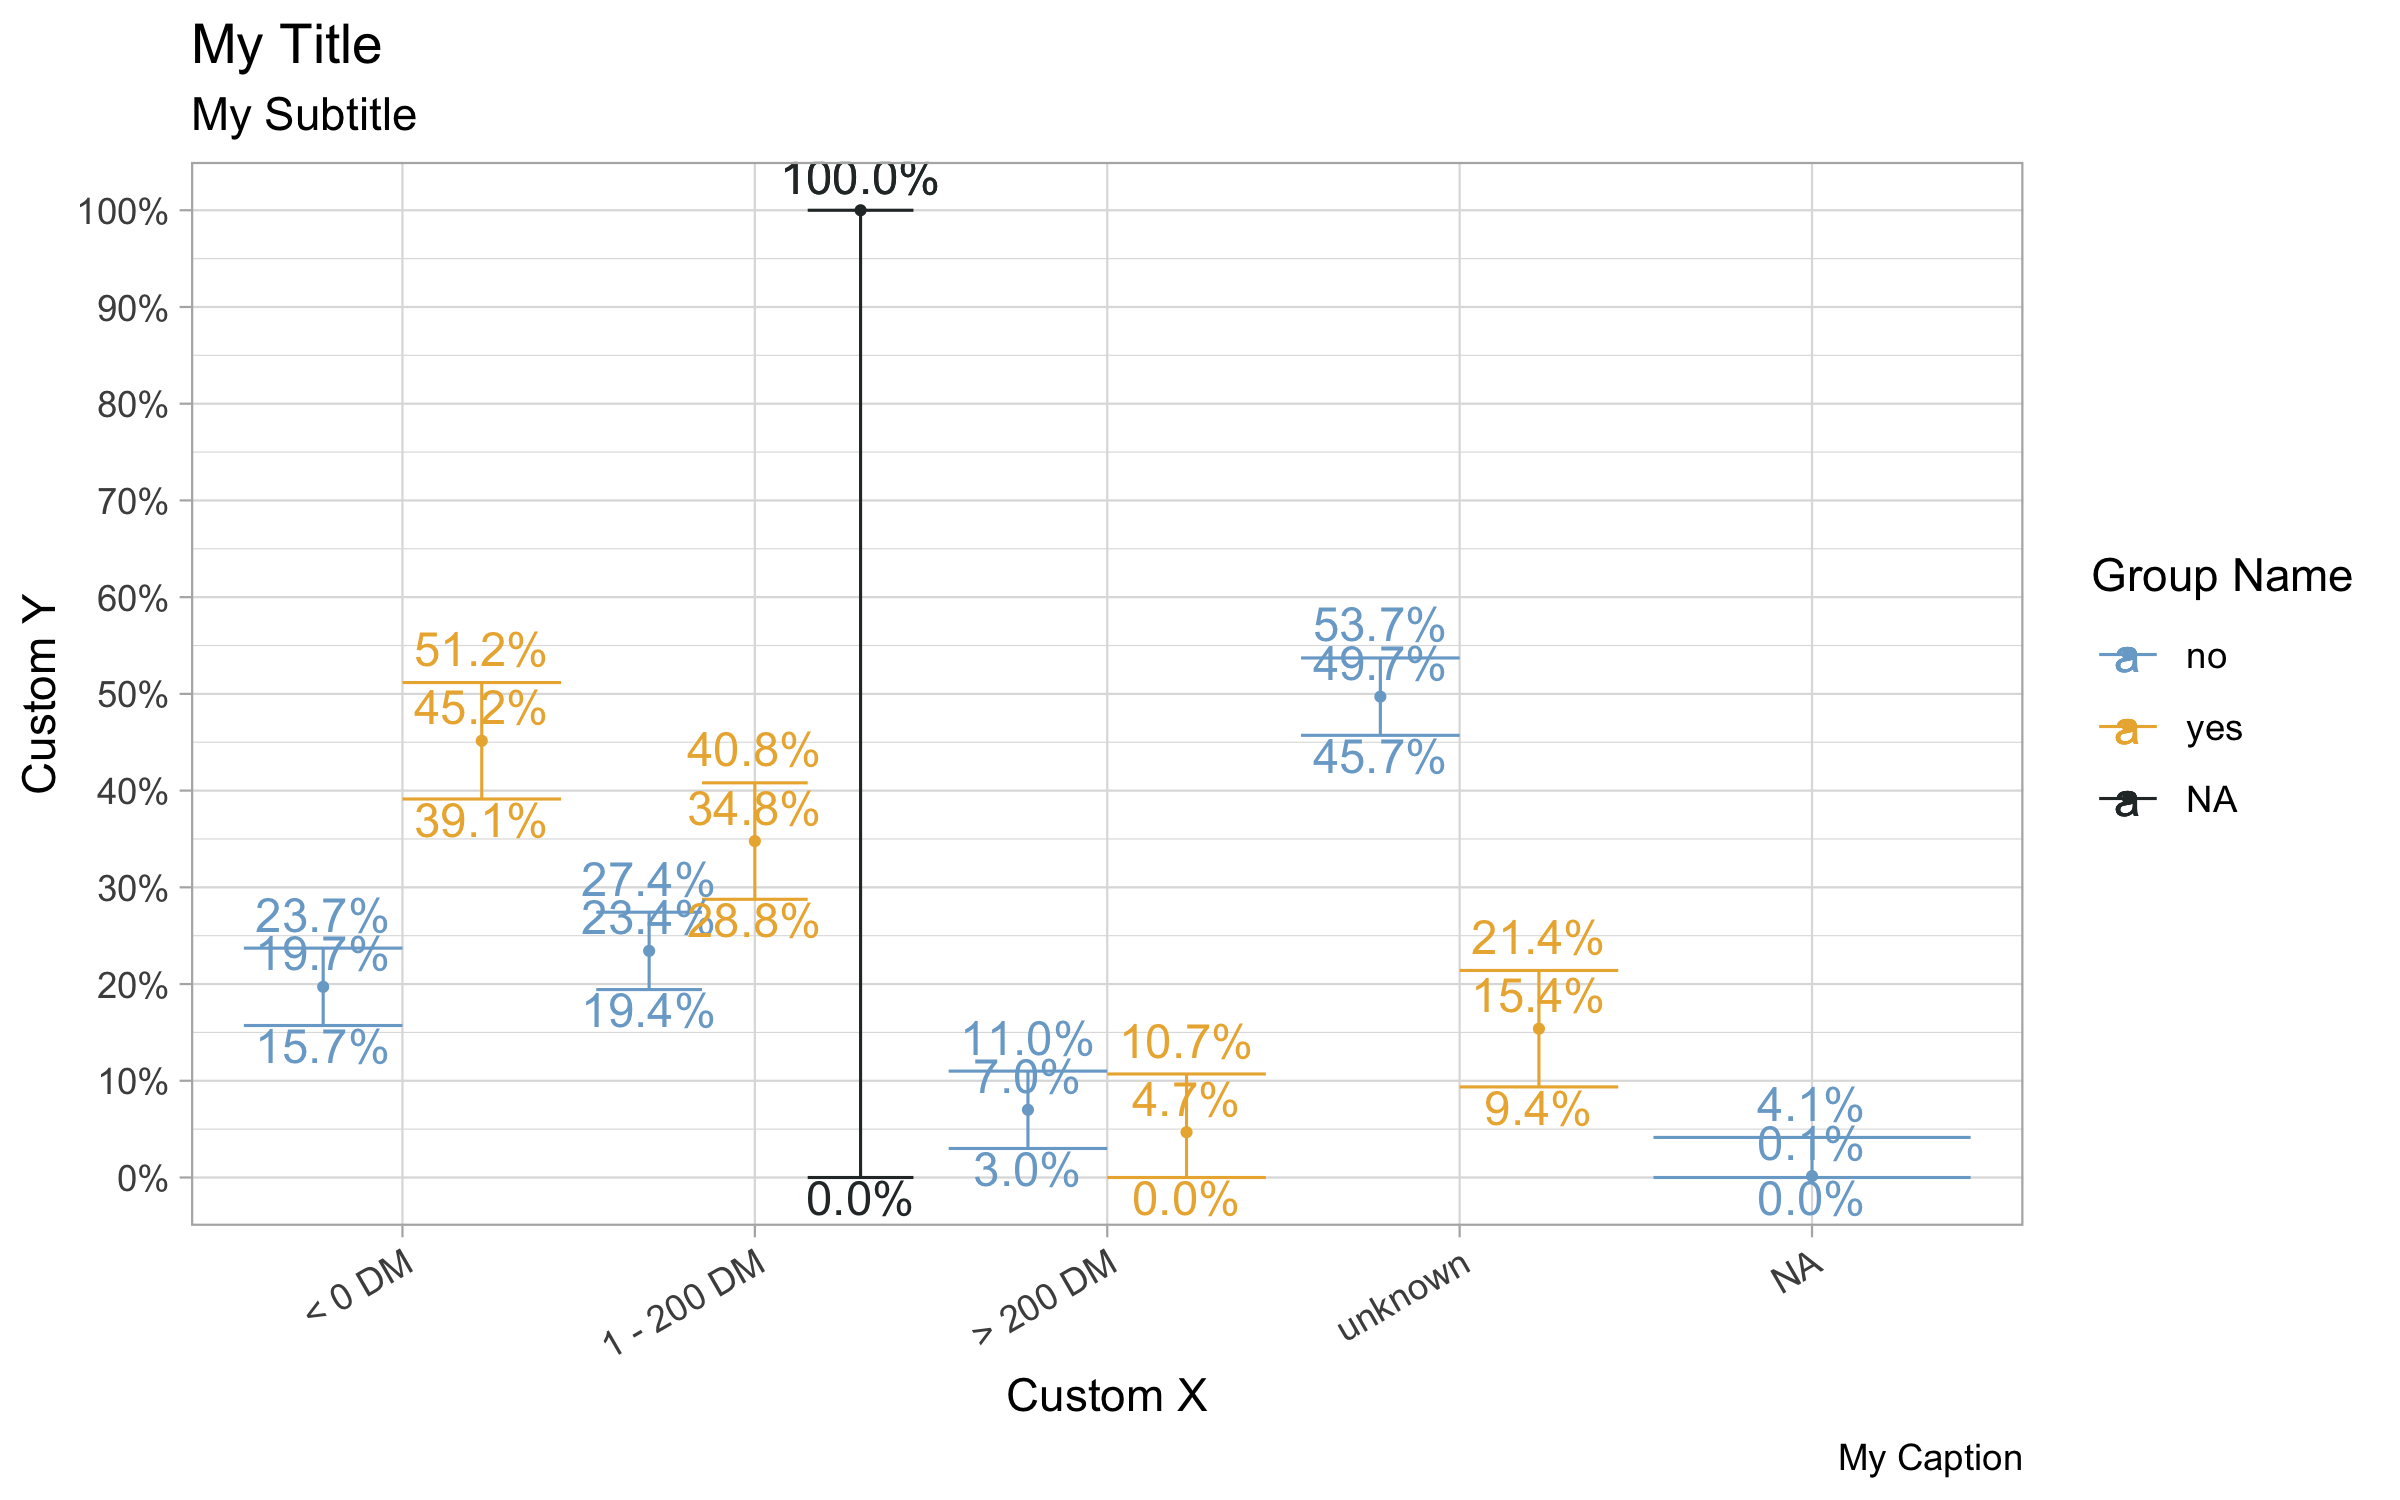 My Title
My Subtitle
Custom Y
100%
90%
80%
70%
60%
50%
40%
30%
20%
10%
0%
23.7%
19.7%
15.7%
51.2%
45.2%
39.1%
27.4%
23.4%
19.4%
40.8%
34.8%
28.8%
100.0%
0.0%
11.0%
7.0%
3.0%
10.7%
4.7%
0.0%
53.7%
49.7%
45.7%
21.4%
15.4%
9.4%
4.1%
0.1%
0.0%
< 0 DM
1 - 200 DM
> 200 DM
unknown
NA
Custom X
Group Name
a no
a yes
a NA
My Caption